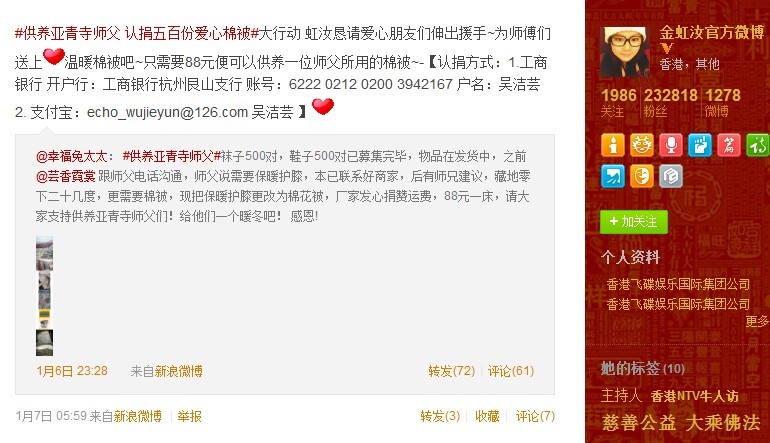 #供养亚青寺师父 认捐五百份爱心棉被#大行动 虹汝恳请爱心朋友们伸出援手~为师傅们
送上温暖棉被吧~只需要88元便可以供养一位师父所用的棉被~-【认捐方式：1.工商
银行 开户行：工商银行杭州艮山支行 账号：6222 0212 0200 3942167 户名：吴洁芸
2. 支付宝：echo_wujieyun@126.com 吴洁芸 】
@幸福兔太太： #供养亚青寺师父#袜子500对，鞋子500对已募集完毕，物品在发货中，之前
@芸香霓裳 跟师父电话沟通，师父说需要保暖护膝，本已联系好商家，后有师兄建议，藏地零
下二十几度，更需要棉被，现把保暖护膝更改为棉花被，厂家发心捐赞运费，88元一床，请大
家支持供养亚青寺师父们！给他们一个暖冬吧！ 感恩!
1月6日 23:28 来自新浪微博 转发(72) 评论(61)
1月7日 05:59 来自新浪微博 举报 转发(3) 收藏 评论(7)
金虹汝官方微博
香港，其他
1986 232818 1278
关注 粉丝 微博
+ 加关注
个人资料
香港飞碟娱乐国际集团公司
香港飞碟娱乐国际集团公司
更多
她的标签 (10)
主持人 香港NTV牛人访
慈善公益 大乘佛法